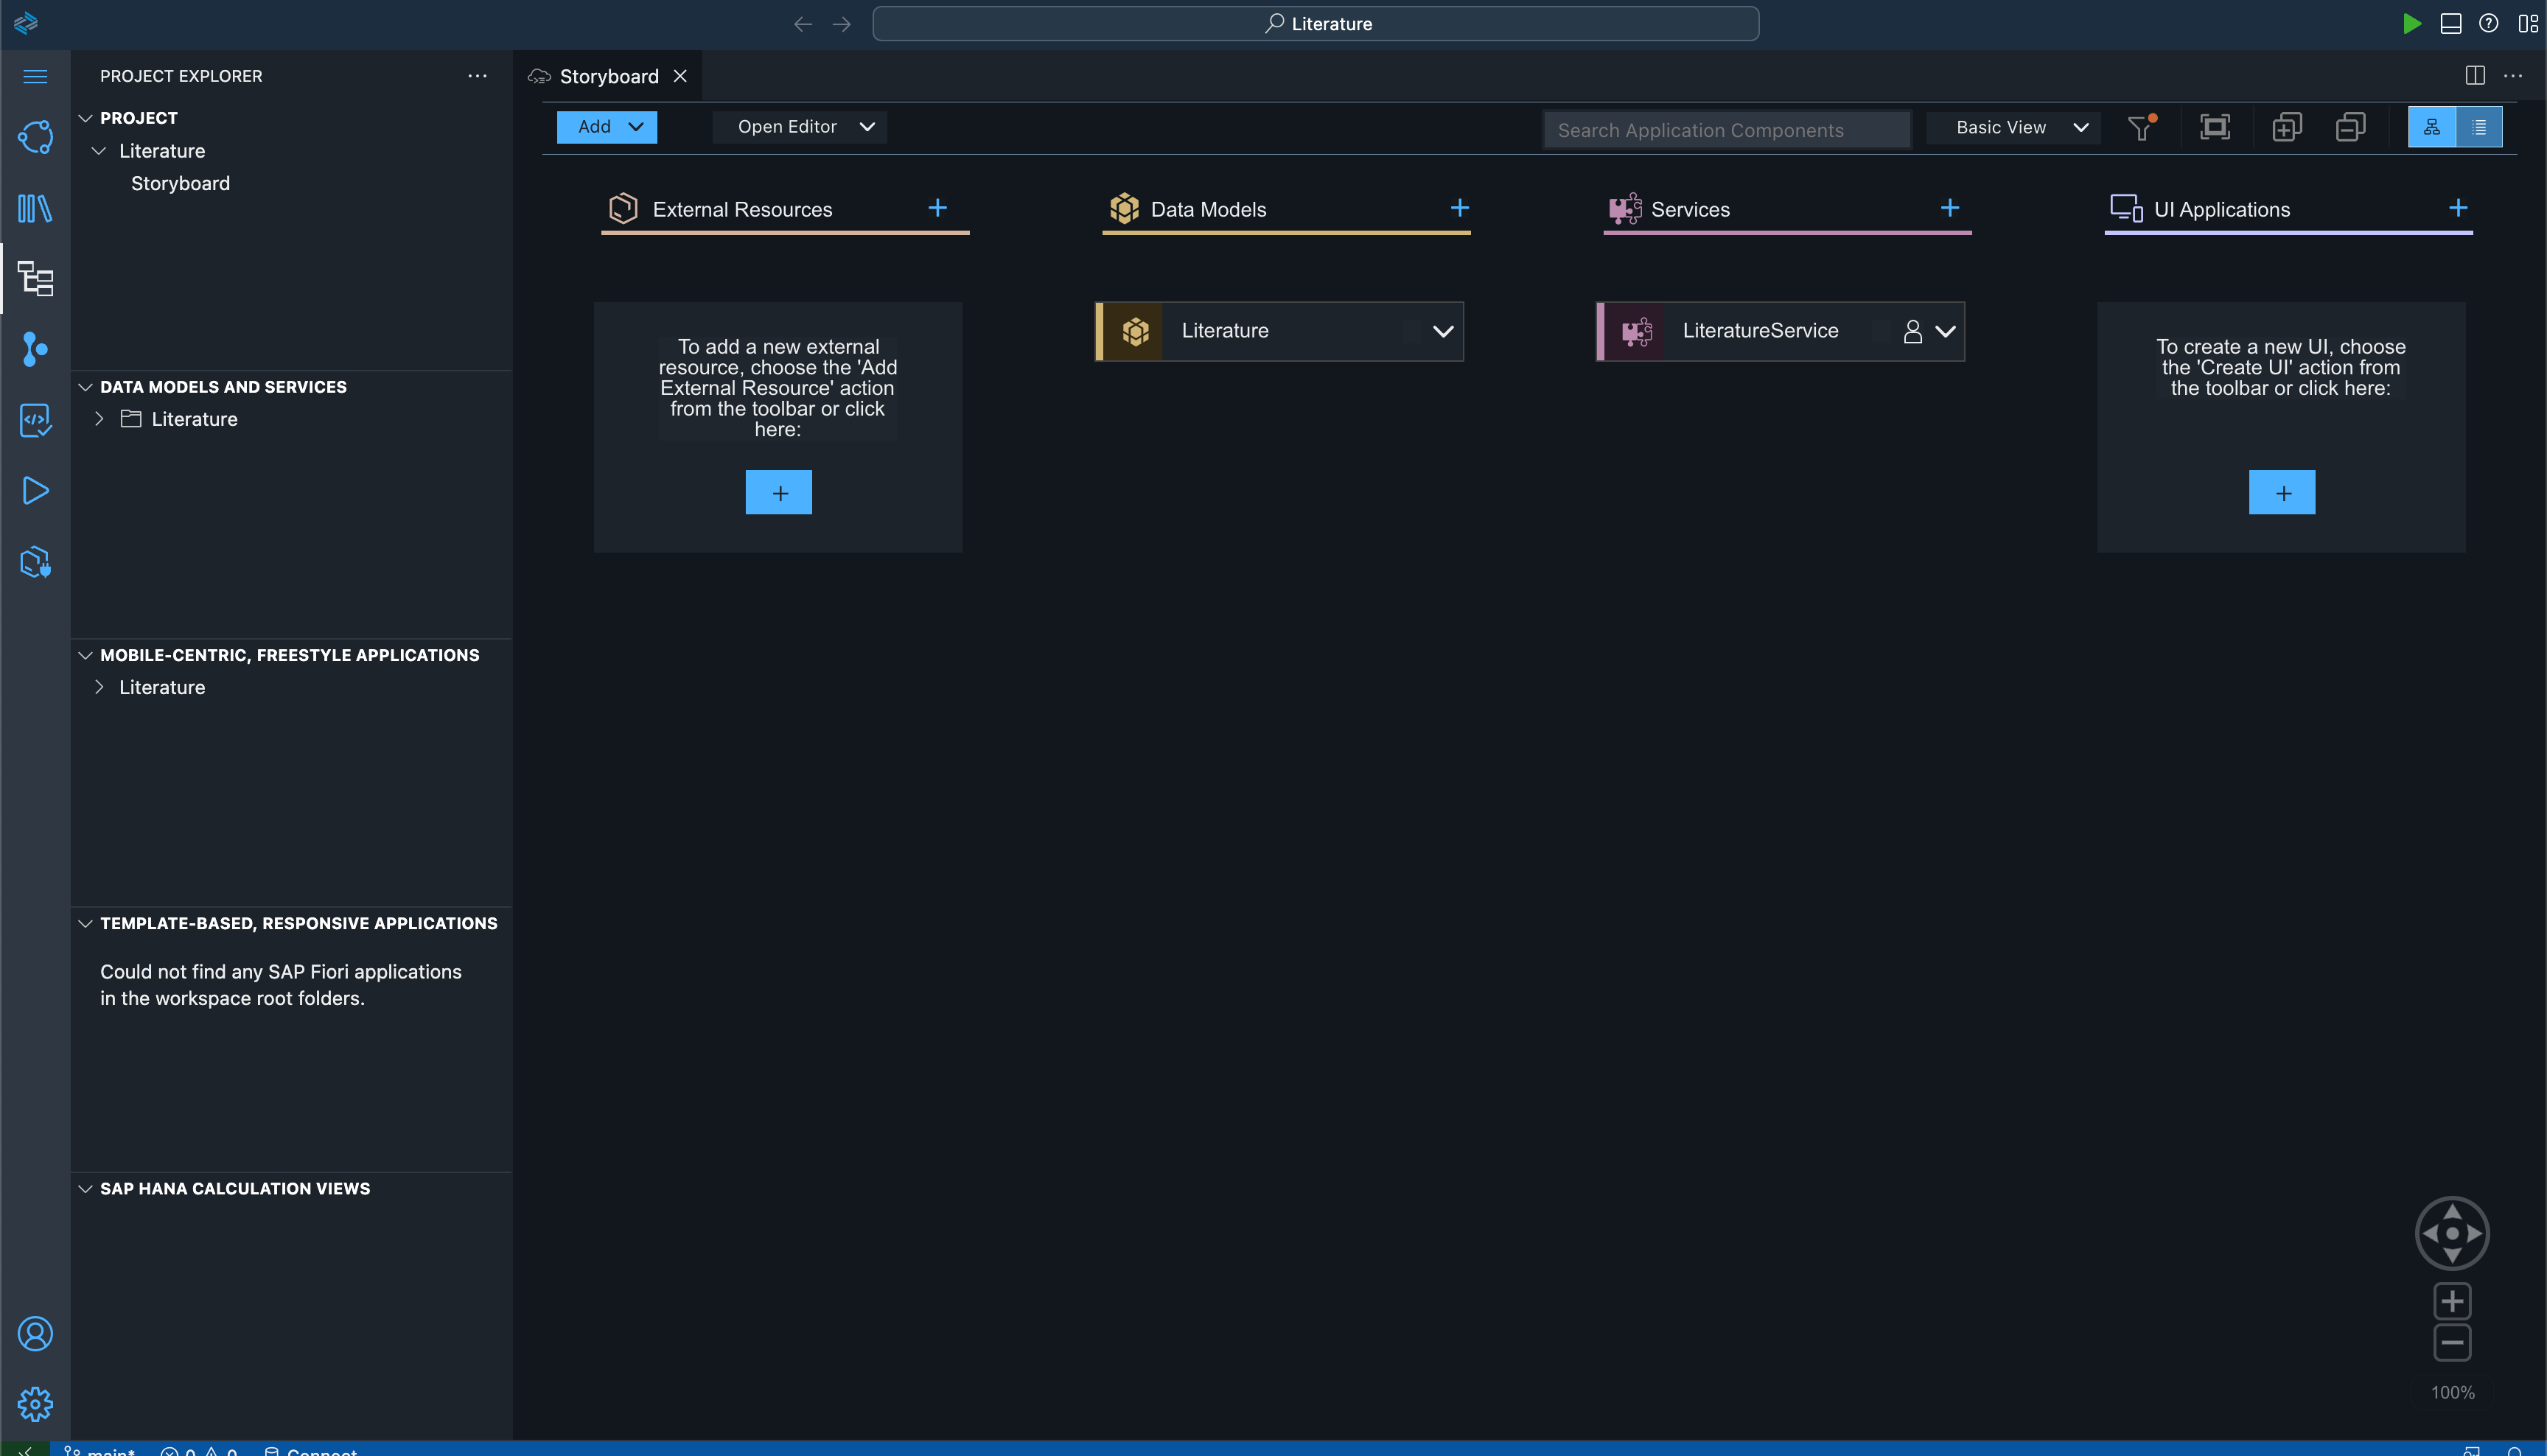 Literature
PROJECT EXPLORER
Storyboard
PROJECT
Literature
Storyboard
DATA MODELS AND SERVICES
Literature
MOBILE-CENTRIC, FREESTYLE APPLICATIONS
Literature
TEMPLATE-BASED, RESPONSIVE APPLICATIONS
Could not find any SAP Fiori applications
in the workspace root folders.
SAP HANA CALCULATION VIEWS
Add
Open Editor
Search Application Components
Basic View
External Resources
Data Models
Services
UI Applications
To add a new external
resource, choose the 'Add
External Resource' action
from the toolbar or click
here:
Literature
LiteratureService
To create a new UI, choose
the 'Create UI' action from
the toolbar or click here:
100%
main* 0 0 Connect